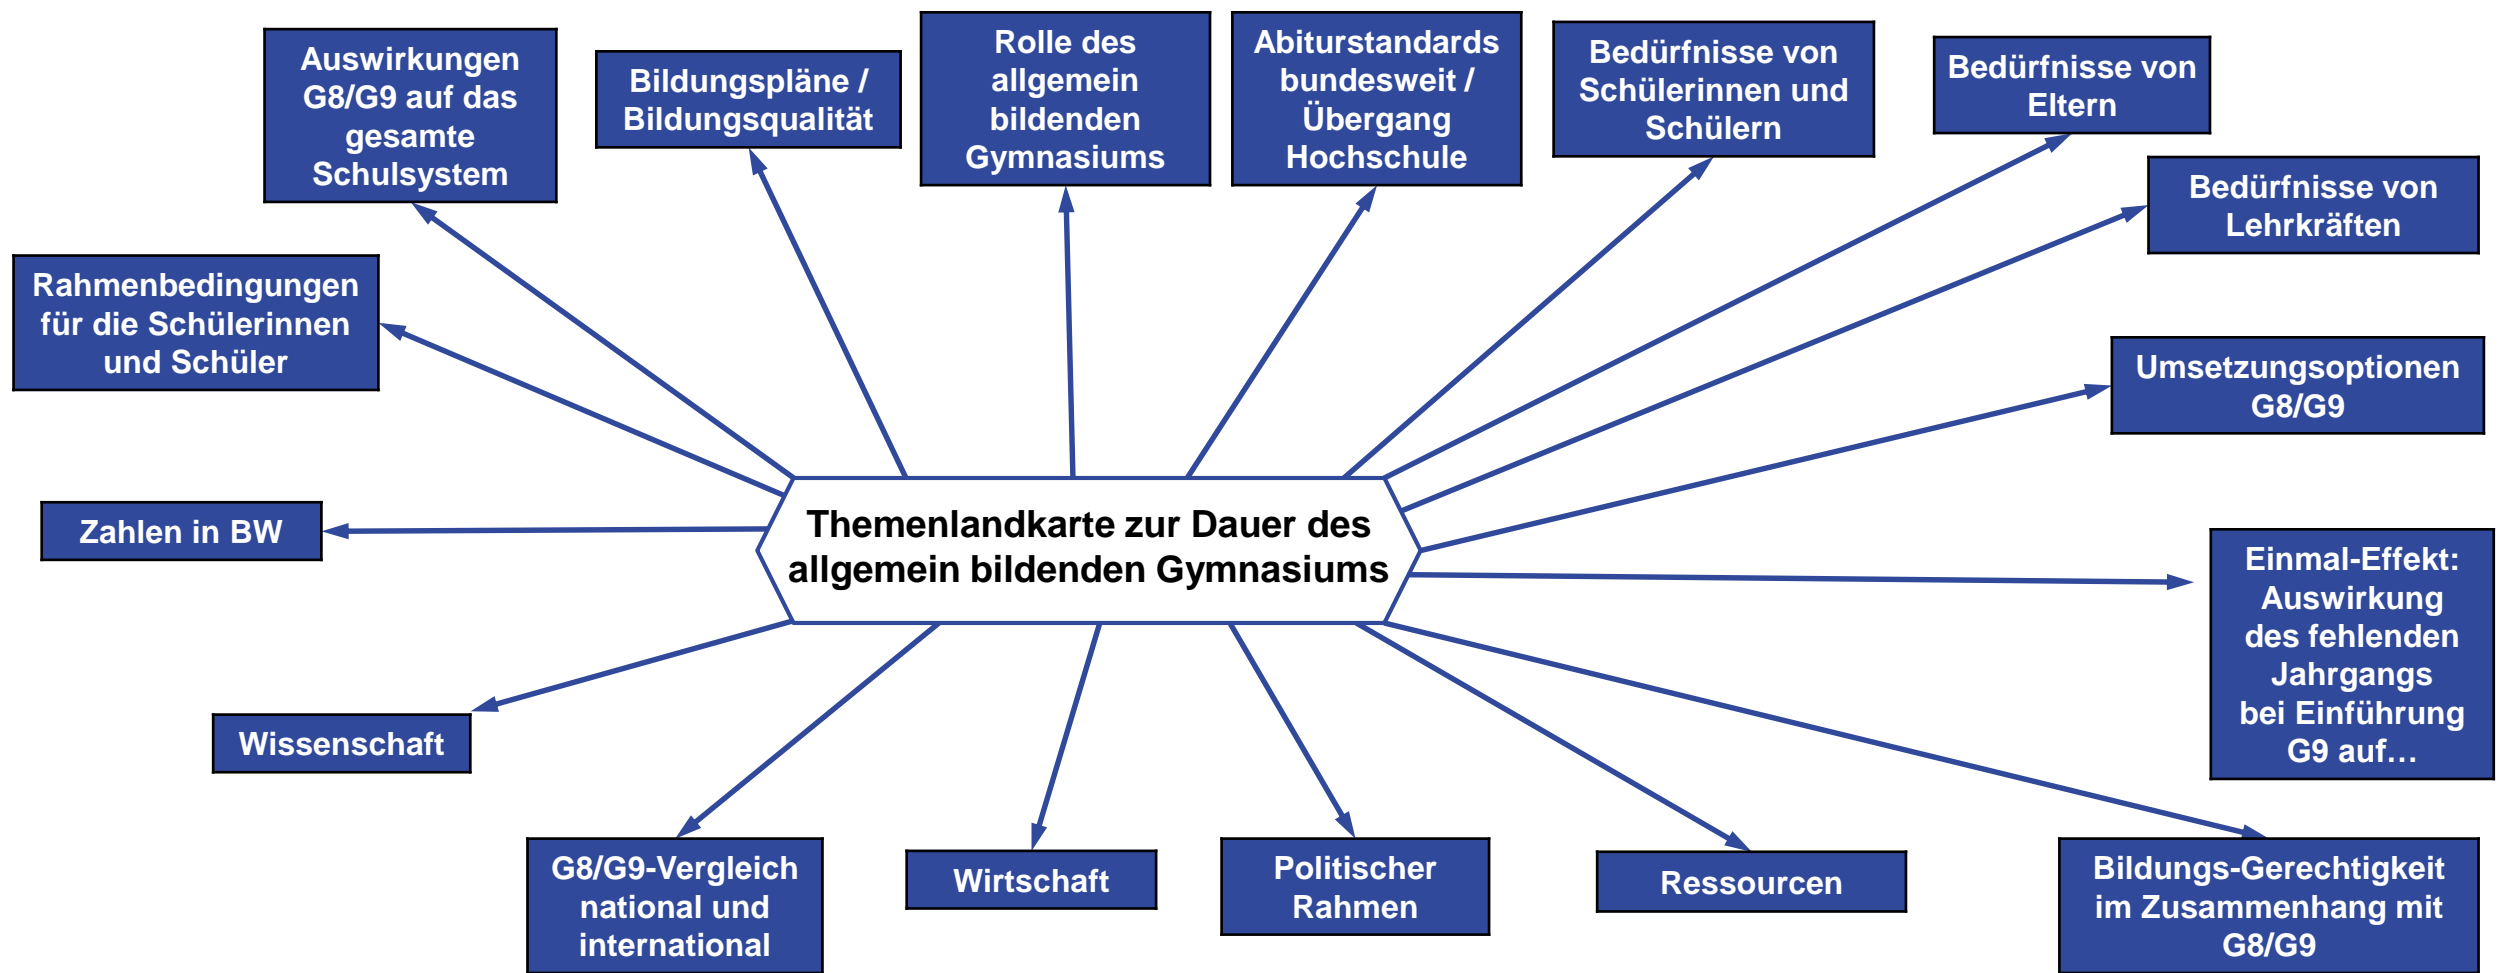 Auswirkungen
G8/G9 auf das
gesamte
Schulsystem
Bildungspläne /
Bildungsqualität
Rolle des
allgemein
bildenden
Gymnasiums
Abiturstandards
bundesweit /
Übergang
Hochschule
Bedürfnisse von
Schülerinnen und
Schülern
Bedürfnisse von
Eltern
Bedürfnisse von
Lehrkräften
Rahmenbedingungen
für die Schülerinnen
und Schüler
Umsetzungsoptionen
G8/G9
Zahlen in BW
Themenlandkarte zur Dauer des
allgemein bildenden Gymnasiums
Einmal-Effekt:
Auswirkung
des fehlenden
Jahrgangs
bei Einführung
G9 auf…
Wissenschaft
G8/G9-Vergleich
national und
international
Wirtschaft
Politischer
Rahmen
Ressourcen
Bildungs-Gerechtigkeit
im Zusammenhang mit
G8/G9